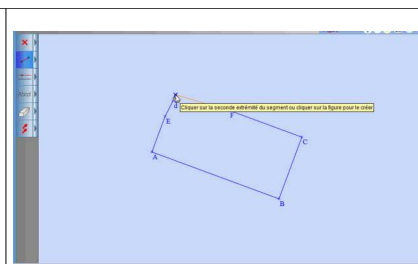 d
Cliquer sur la seconde extrémité du segment ou cliquer sur la figure pour le créer
E
F
C
A
B